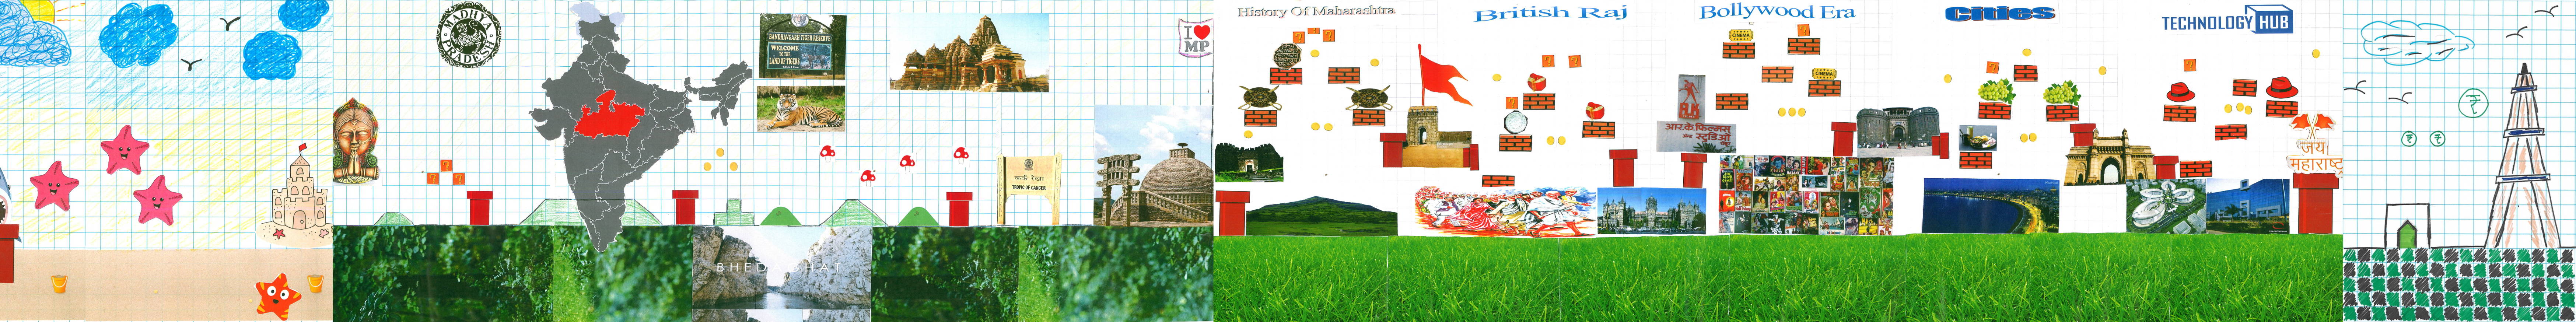 MADHYA
PRADESH
BANDHAVGARH TIGER RESERVE
WELCOME
TO THE
LAND OF TIGERS
I ❤ MP
कर्क रेखा
TROPIC OF CANCER
BHEDAGHAT
History Of Maharashtra
British Raj
Bollywood Era
CINEMA
CINEMA
आर.के.फिल्मस्
स्टुडिओ
Cities
TECHNOLOGY HUB
जय
महाराष्ट्र
₹
₹ ₹